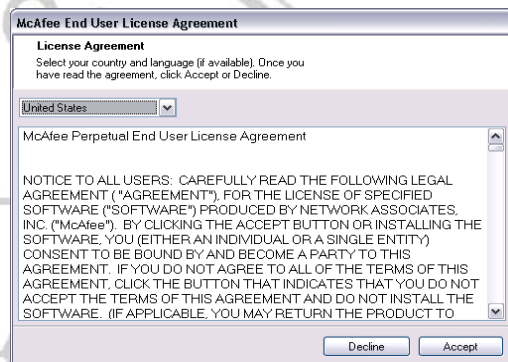 McAfee End User License Agreement
License Agreement
Select your country and language (if available). Once you
have read the agreement, click Accept or Decline.
United States
McAfee Perpetual End User License Agreement
NOTICE TO ALL USERS: CAREFULLY READ THE FOLLOWING LEGAL
AGREEMENT ( "AGREEMENT"), FOR THE LICENSE OF SPECIFIED
SOFTWARE ("SOFTWARE") PRODUCED BY NETWORK ASSOCIATES,
INC. ("McAfee"). BY CLICKING THE ACCEPT BUTTON OR INSTALLING THE
SOFTWARE, YOU (EITHER AN INDIVIDUAL OR A SINGLE ENTITY)
CONSENT TO BE BOUND BY AND BECOME A PARTY TO THIS
AGREEMENT. IF YOU DO NOT AGREE TO ALL OF THE TERMS OF THIS
AGREEMENT, CLICK THE BUTTON THAT INDICATES THAT YOU DO NOT
ACCEPT THE TERMS OF THIS AGREEMENT AND DO NOT INSTALL THE
SOFTWARE. (IF APPLICABLE, YOU MAY RETURN THE PRODUCT TO
Decline
Accept